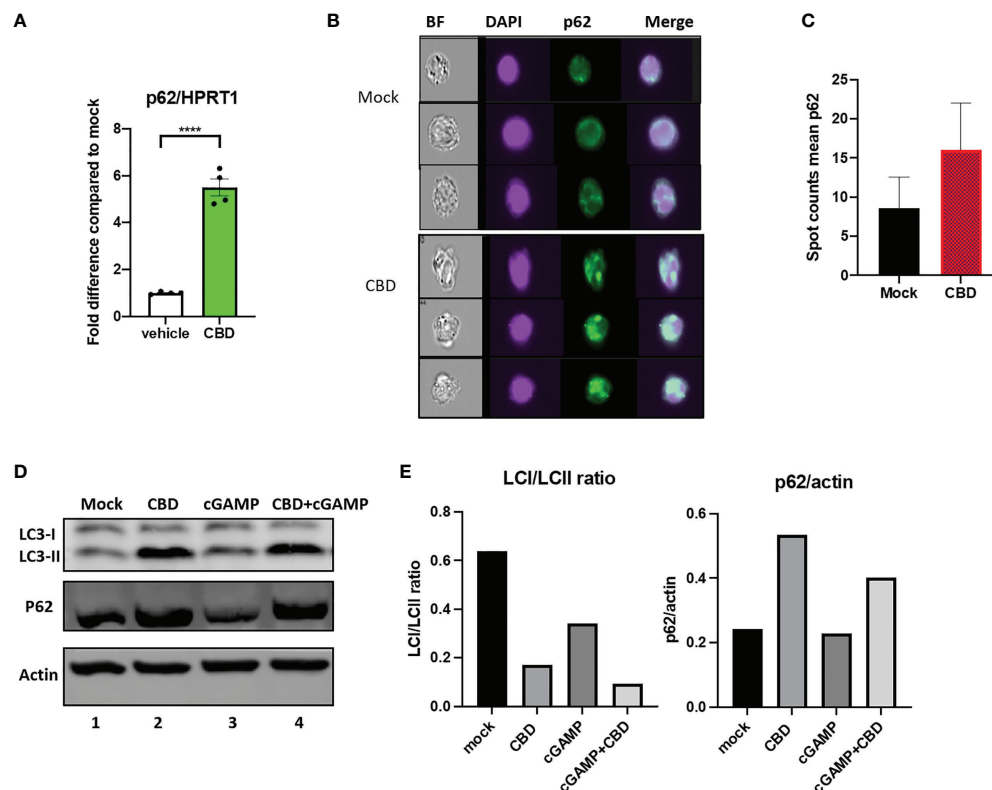 A
p62/HPRT1
Fold difference compared to mock
8
6
4
2
0
****
vehicle CBD
B
BF DAPI p62 Merge
Mock
CBD
44
C
Spot counts mean p62
25
20
15
10
5
0
Mock CBD
D
Mock CBD cGAMP CBD+cGAMP
LC3-I
LC3-II
P62
Actin
1 2 3 4
E
LCI/LCII ratio
LCI/LCII ratio
0.8
0.6
0.4
0.2
0.0
mock CBD cGAMP cGAMP+CBD
p62/actin
p62/actin
0.6
0.4
0.2
0.0
mock CBD cGAMP cGAMP+CBD